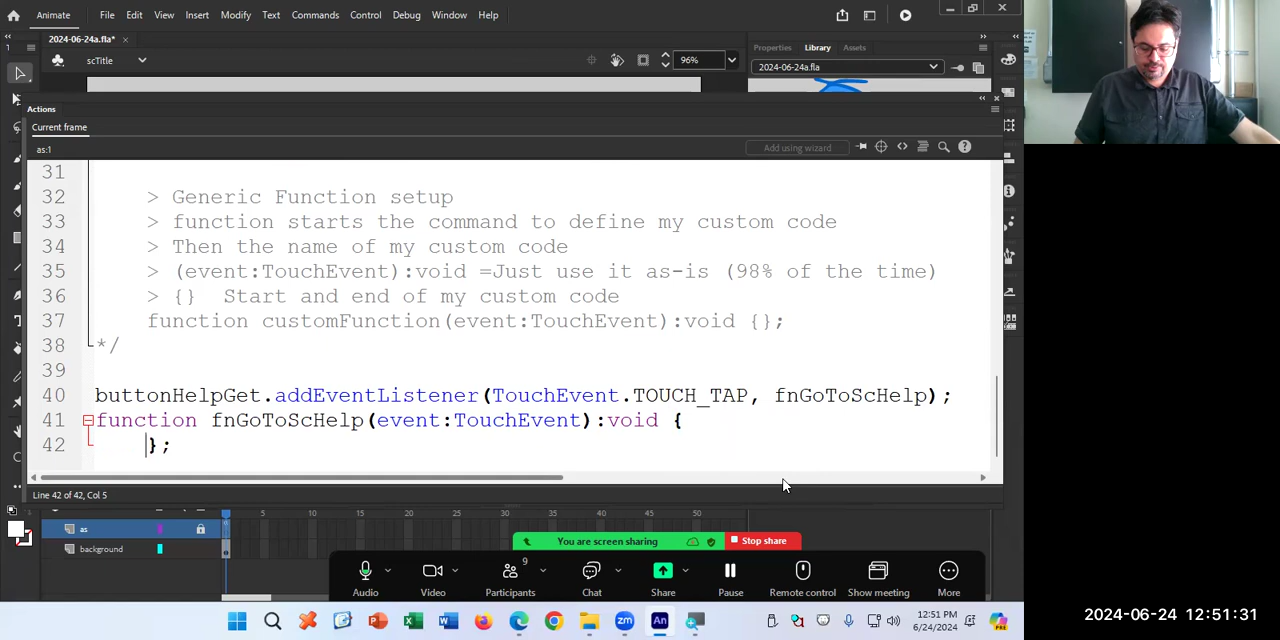 Animate File Edit View Insert Modify Text Commands Control Debug Window Help
2024-06-24a.fla* ×
scTitle
96%
Properties Library Assets
2024-06-24a.fla
Actions
Current frame
as:1
Add using wizard
31
32 > Generic Function setup
33 > function starts the command to define my custom code
34 > Then the name of my custom code
35 > (event:TouchEvent):void =Just use it as-is (98% of the time)
36 > {}  Start and end of my custom code
37 function customFunction(event:TouchEvent):void {};
38 */
39
40 buttonHelpGet.addEventListener(TouchEvent.TOUCH_TAP, fnGoToScHelp);
41 function fnGoToScHelp(event:TouchEvent):void {
42 };
Line 42 of 42, Col 5
5 10 15 20 25 30 35 40 45 50
as
background
You are screen sharing Stop share
9
Audio Video Participants Chat Share Pause Remote control Show meeting More
12:51 PM
6/24/2024
2024-06-24 12:51:31